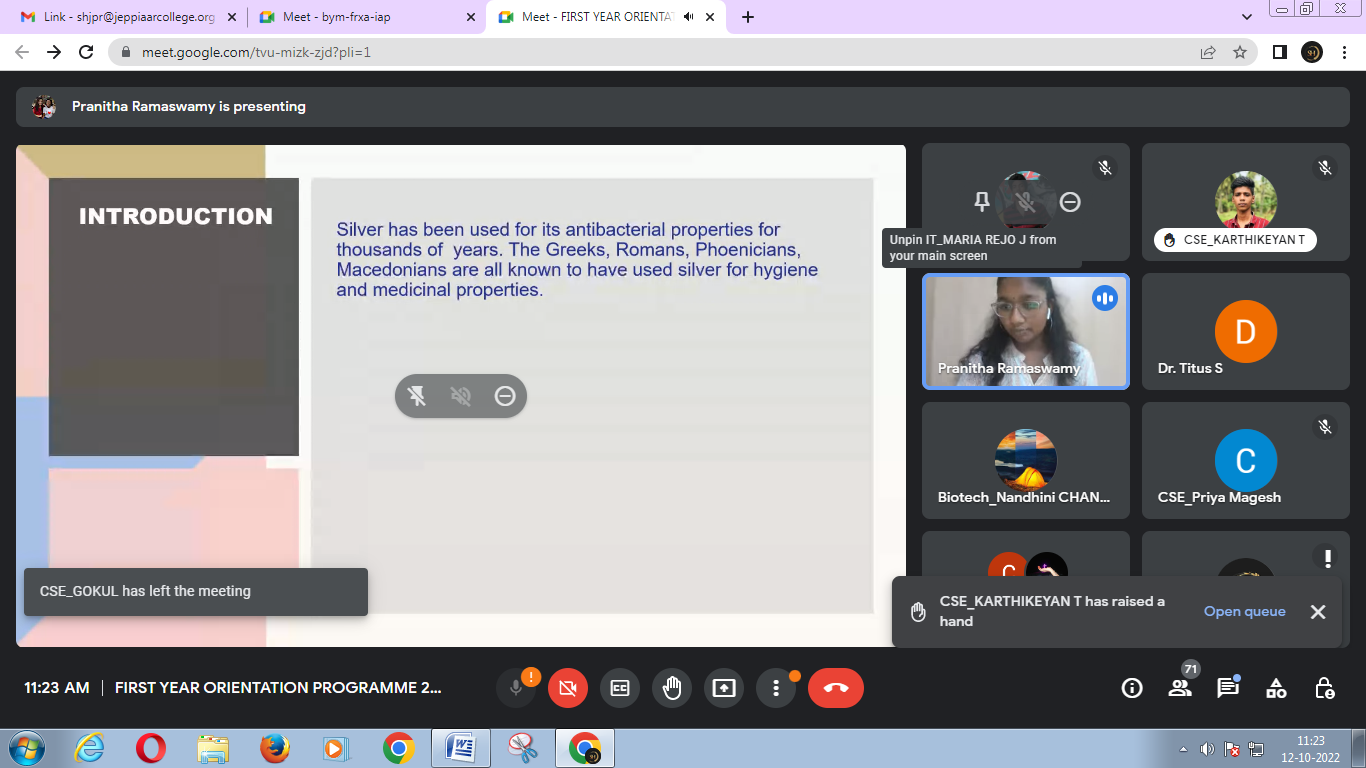 Link - shjpr@jeppiaarcollege.org
Meet - bym-frxa-iap
Meet - FIRST YEAR ORIENTAT
meet.google.com/tvu-mizk-zjd?pli=1
Pranitha Ramaswamy is presenting
INTRODUCTION
Silver has been used for its antibacterial properties for
thousands of years. The Greeks, Romans, Phoenicians,
Macedonians are all known to have used silver for hygiene
and medicinal properties.
Unpin IT_MARIA REJO J from
your main screen
CSE_KARTHIKEYAN T
Pranitha Ramaswamy
D
Dr. Titus S
Biotech_Nandhini CHAN...
C
CSE_Priya Magesh
C
CSE_GOKUL has left the meeting
CSE_KARTHIKEYAN T has raised a
hand
Open queue
11:23 AM
FIRST YEAR ORIENTATION PROGRAMME 2...
!
CC
71
W
11:23
12-10-2022